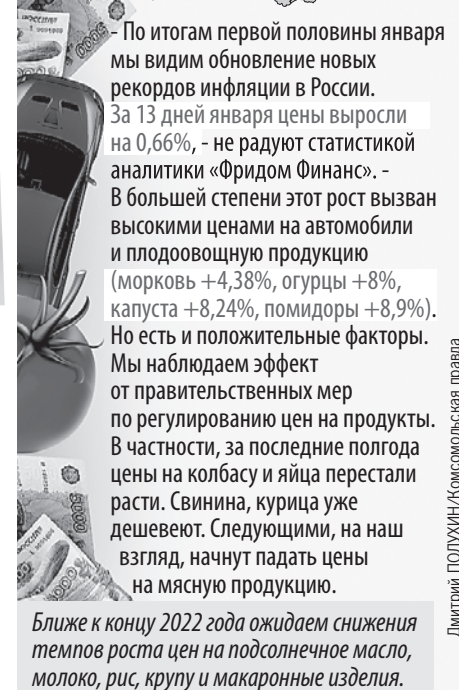 - По итогам первой половины января
мы видим обновление новых
рекордов инфляции в России.
За 13 дней января цены выросли
на 0,66%, - не радуют статистикой
аналитики «Фридом Финанс». -
В большей степени этот рост вызван
высокими ценами на автомобили
и плодоовощную продукцию
(морковь +4,38%, огурцы +8%,
капуста +8,24%, помидоры +8,9%).
Но есть и положительные факторы.
Мы наблюдаем эффект
от правительственных мер
по регулированию цен на продукты.
В частности, за последние полгода
цены на колбасу и яйца перестали
расти. Свинина, курица уже
дешевеют. Следующими, на наш
взгляд, начнут падать цены
на мясную продукцию.
Ближе к концу 2022 года ожидаем снижения
темпов роста цен на подсолнечное масло,
молоко, рис, крупу и макаронные изделия.
Дмитрий ПОЛУХИН/Комсомольская правда